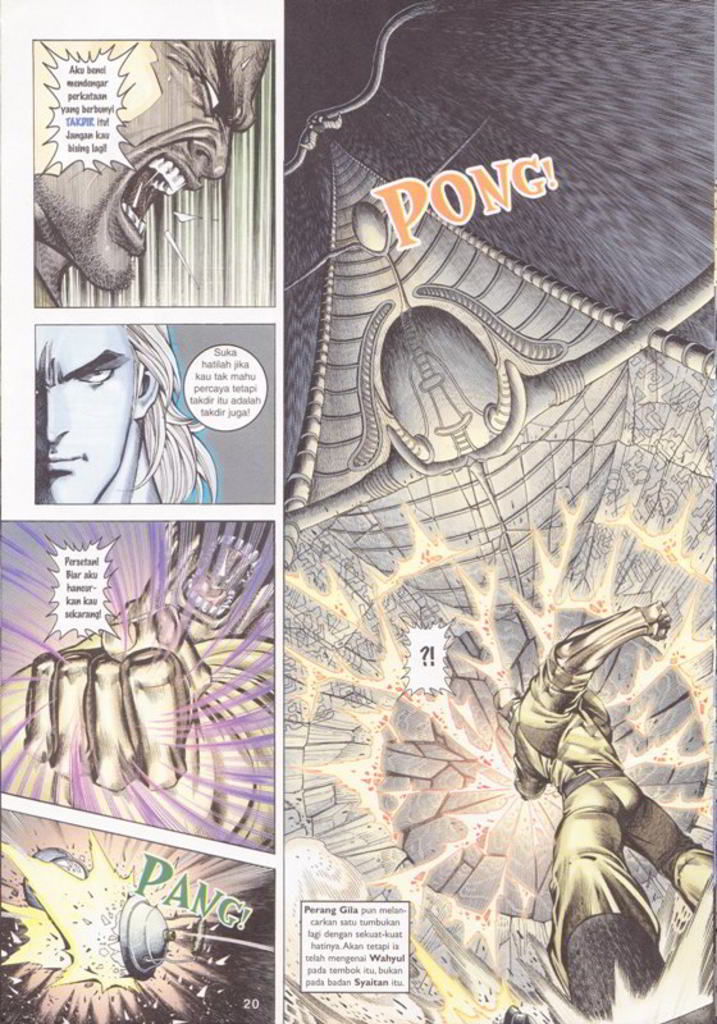 Aku benci
mendengar
perkataan
yang berbunyi
TAKDIR itu!
Jangan kau
bising lagi!
Suka
hatilah jika
kau tak mahu
percaya tetapi
takdir itu adalah
takdir juga!
Persetan!
Biar aku
hancur-
kan kau
sekarang!
PANG!
20
PONG!
?!
Perang Gila pun melan-
carkan satu tumbukan
lagi dengan sekuat-kuat
hatinya. Akan tetapi ia
telah mengenai Wahyul
pada tembok itu, bukan
pada badan Syaitan itu.